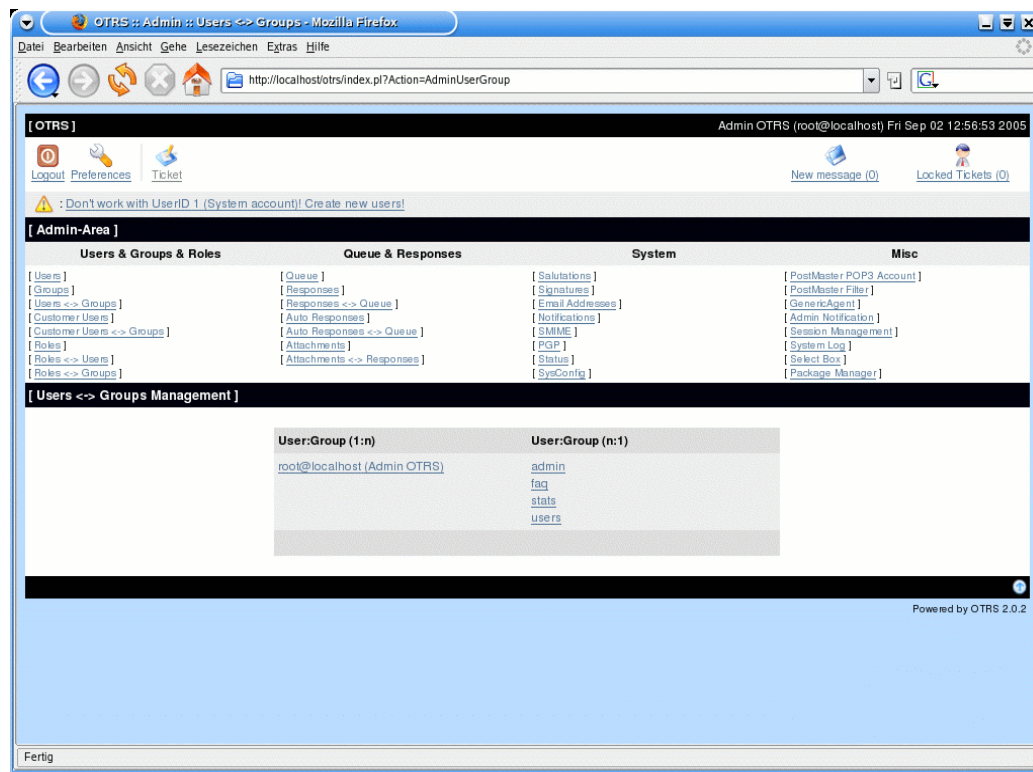 OTRS :: Admin :: Users <-> Groups - Mozilla Firefox
Datei Bearbeiten Ansicht Gehe Lesezeichen Extras Hilfe
http://localhost/otrs/index.pl?Action=AdminUserGroup
G
[ OTRS ] Admin OTRS (root@localhost) Fri Sep 02 12:56:53 2005
Logout Preferences Ticket New message (0) Locked Tickets (0)
: Don't work with UserID 1 (System account)! Create new users!
[ Admin-Area ]
Users & Groups & Roles Queue & Responses System Misc
[ Users ] [ Queue ] [ Salutations ] [ PostMaster POP3 Account ]
[ Groups ] [ Responses ] [ Signatures ] [ PostMaster Filter ]
[ Users <-> Groups ] [ Responses <-> Queue ] [ Email Addresses ] [ GenericAgent ]
[ Customer Users ] [ Auto Responses ] [ Notifications ] [ Admin Notification ]
[ Customer Users <-> Groups ] [ Auto Responses <-> Queue ] [ SMIME ] [ Session Management ]
[ Roles ] [ Attachments ] [ PGP ] [ System Log ]
[ Roles <-> Users ] [ Attachments <-> Responses ] [ Status ] [ Select Box ]
[ Roles <-> Groups ] [ SysConfig ] [ Package Manager ]
[ Users <-> Groups Management ]
User:Group (1:n) User:Group (n:1)
root@localhost (Admin OTRS) admin
faq
stats
users
Powered by OTRS 2.0.2
Fertig